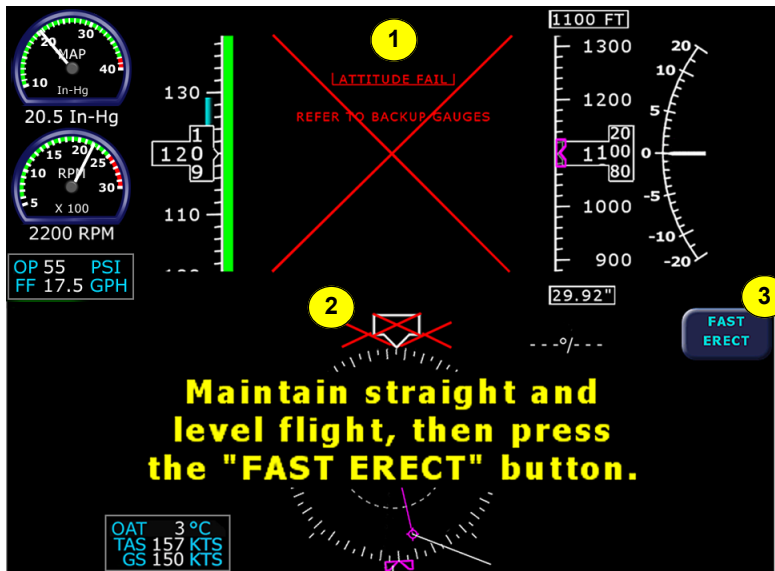 MAP
10
20
30
40
In-Hg
20.5 In-Hg
RPM
5
10
15
20
25
30
X 100
2200 RPM
OP 55 PSI
FF 17.5 GPH
130
1
120
9
110
1
ATTITUDE FAIL
REFER TO BACKUP GAUGES
1100 FT
1300
1200
20
1100
80
1000
900
29.92"
20
10
5
0
-5
-10
-20
2
3
FAST
ERECT
---°/---
Maintain straight and
level flight, then press
the "FAST ERECT" button.
OAT 3 °C
TAS 157 KTS
GS 150 KTS